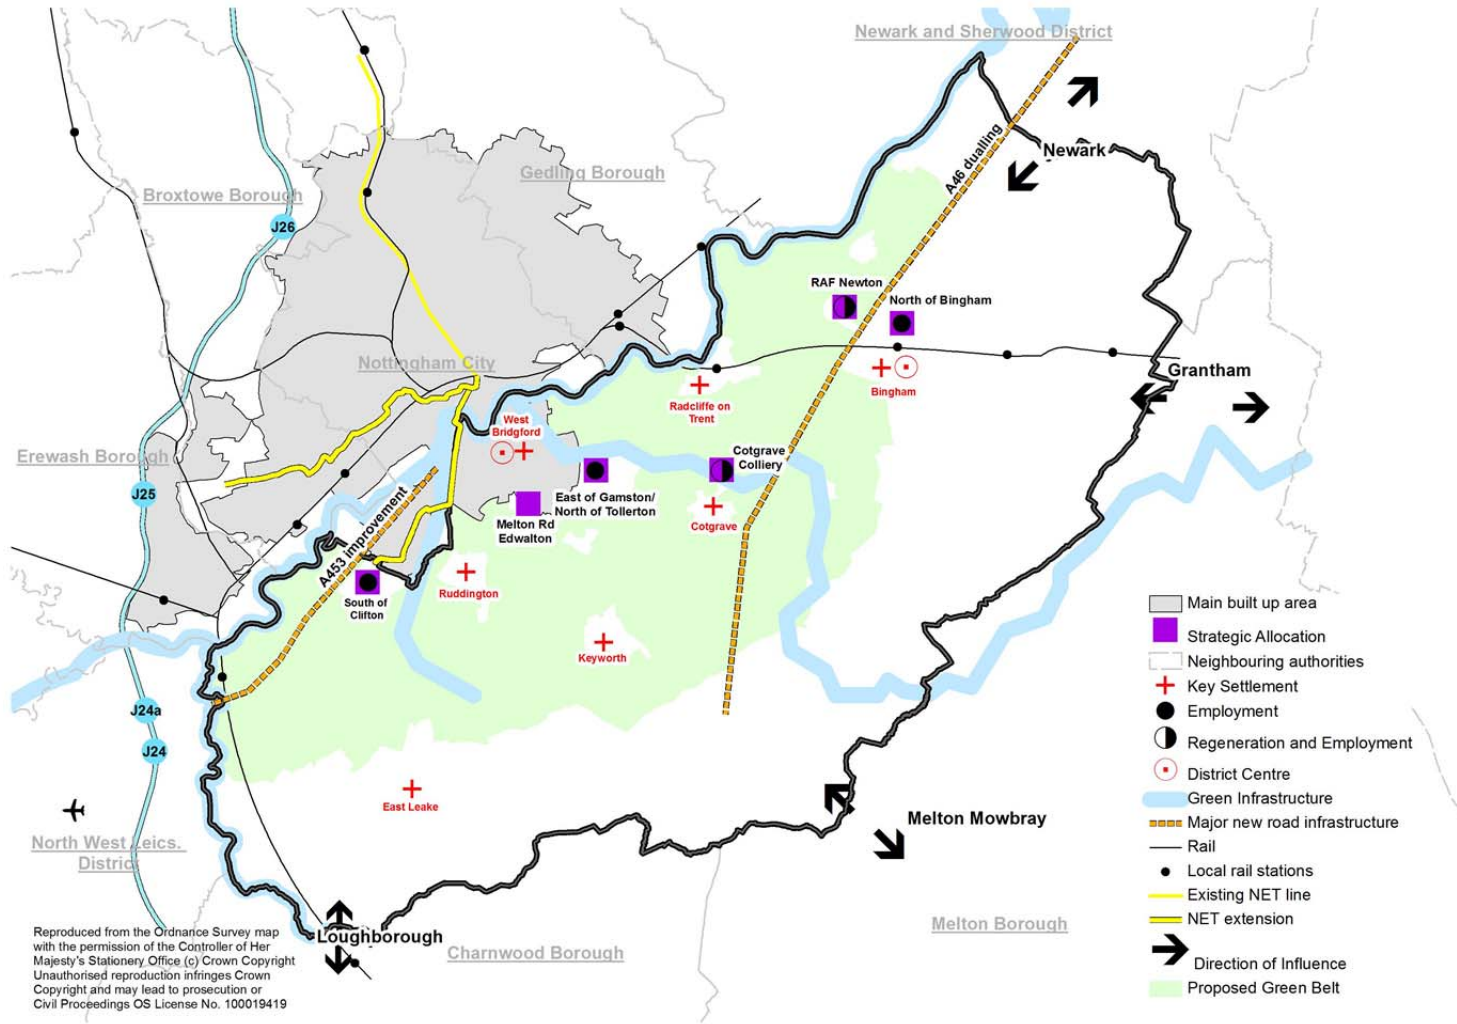 Newark and Sherwood District
Gedling Borough
Broxtowe Borough
J26
A46 dualling
Newark
RAF Newton
North of Bingham
Nottingham City
Grantham
Bingham
Radcliffe on
Trent
West
Bridgford
Erewash Borough
J25
Cotgrave
Colliery
East of Gamston/
North of Tollerton
Melton Rd
Edwalton
Cotgrave
A453 improvement
South of
Clifton
Ruddington
Keyworth
J24a
J24
East Leake
North West Leics.
District
Melton Mowbray
Loughborough
Charnwood Borough
Melton Borough
Main built up area
Strategic Allocation
Neighbouring authorities
Key Settlement
Employment
Regeneration and Employment
District Centre
Green Infrastructure
Major new road infrastructure
Rail
Local rail stations
Existing NET line
NET extension
Direction of Influence
Proposed Green Belt
Reproduced from the Ordnance Survey map
with the permission of the Controller of Her
Majesty's Stationery Office (c) Crown Copyright
Unauthorised reproduction infringes Crown
Copyright and may lead to prosecution or
Civil Proceedings OS License No. 100019419